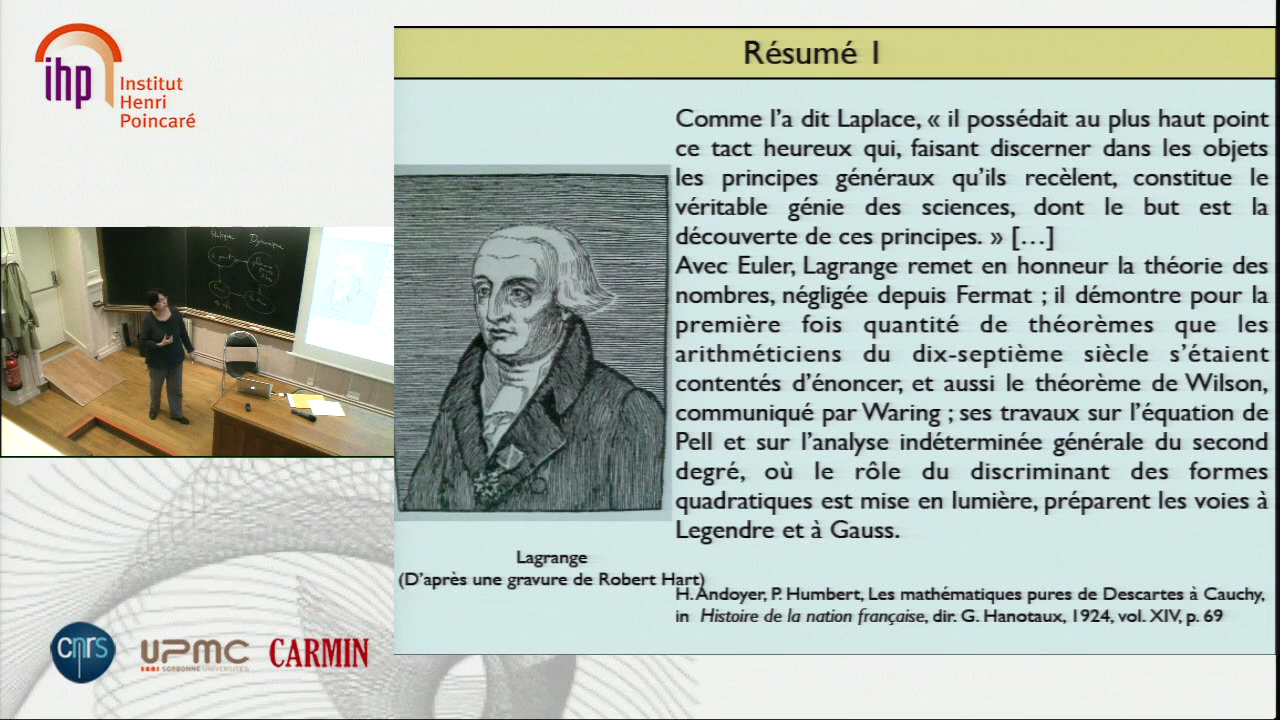 ihp
Institut
Henri
Poincaré
Résumé 1
Comme l’a dit Laplace, « il possédait au plus haut point
ce tact heureux qui, faisant discerner dans les objets
les principes généraux qu’ils recèlent, constitue le
véritable génie des sciences, dont le but est la
découverte de ces principes. » […]
Avec Euler, Lagrange remet en honneur la théorie des
nombres, négligée depuis Fermat ; il démontre pour la
première fois quantité de théorèmes que les
arithméticiens du dix-septième siècle s’étaient
contentés d’énoncer, et aussi le théorème de Wilson,
communiqué par Waring ; ses travaux sur l’équation de
Pell et sur l’analyse indéterminée générale du second
degré, où le rôle du discriminant des formes
quadratiques est mise en lumière, préparent les voies à
Legendre et à Gauss.
Lagrange
(D’après une gravure de Robert Hart)
H. Andoyer, P. Humbert, Les mathématiques pures de Descartes à Cauchy,
in Histoire de la nation française, dir. G. Hanotaux, 1924, vol. XIV, p. 69
Statique Dynamique
cnrs
UPMC
SORBONNE UNIVERSITÉS
CARMIN